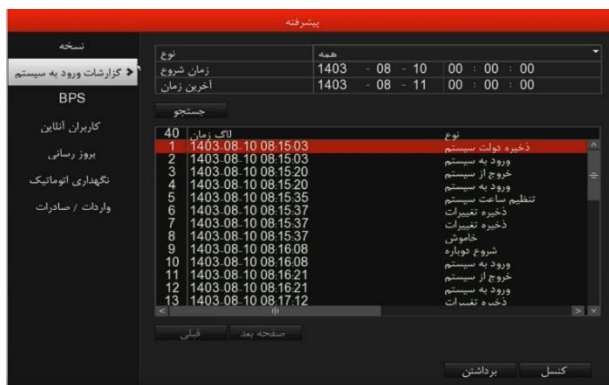 پیشرفته
نسخه
گزارشات ورود به سیستم
BPS
کاربران آنلاین
بروز رسانی
نگهداری اتوماتیک
واردات / صادرات
نوع همه
زمان شروع 1403 - 08 - 10 00 : 00 : 00
آخرین زمان 1403 - 08 - 11 00 : 00 : 00
جستجو
40 لاگ زمان نوع
1 1403-08-10 08:15:03 ذخیره دولت سیستم
2 1403-08-10 08:15:03 ورود به سیستم
3 1403-08-10 08:15:20 خروج از سیستم
4 1403-08-10 08:15:20 ورود به سیستم
5 1403-08-10 08:15:35 تنظیم ساعت سیستم
6 1403-08-10 08:15:37 ذخیره تغییرات
7 1403-08-10 08:15:37 ذخیره تغییرات
8 1403-08-10 08:15:37 خاموش
9 1403-08-10 08:16:08 شروع دوباره
10 1403-08-10 08:16:08 ورود به سیستم
11 1403-08-10 08:16:21 خروج از سیستم
12 1403-08-10 08:16:21 ورود به سیستم
13 1403-08-10 08:17:12 ذخیره تغییرات
قبلی صفحه بعد
برداشتن کنسل